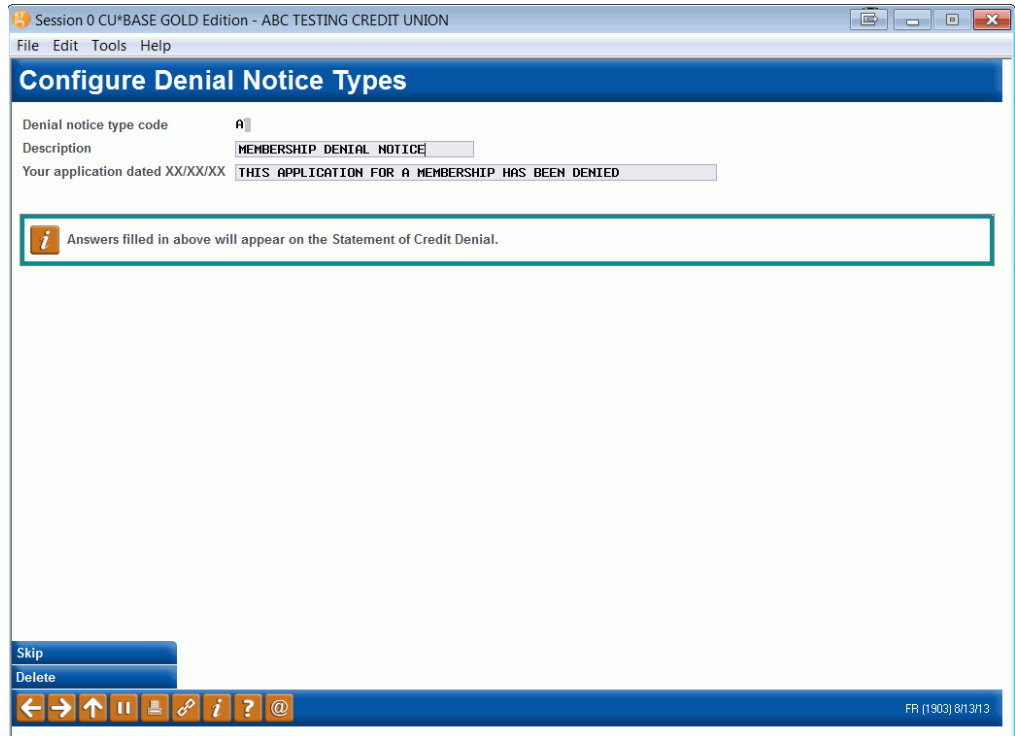 Session 0 CU*BASE GOLD Edition - ABC TESTING CREDIT UNION
File Edit Tools Help
Configure Denial Notice Types
Denial notice type code A
Description MEMBERSHIP DENIAL NOTICE
Your application dated XX/XX/XX THIS APPLICATION FOR A MEMBERSHIP HAS BEEN DENIED
i Answers filled in above will appear on the Statement of Credit Denial.
Skip
Delete
i ? @ FR (1903) 8/13/13